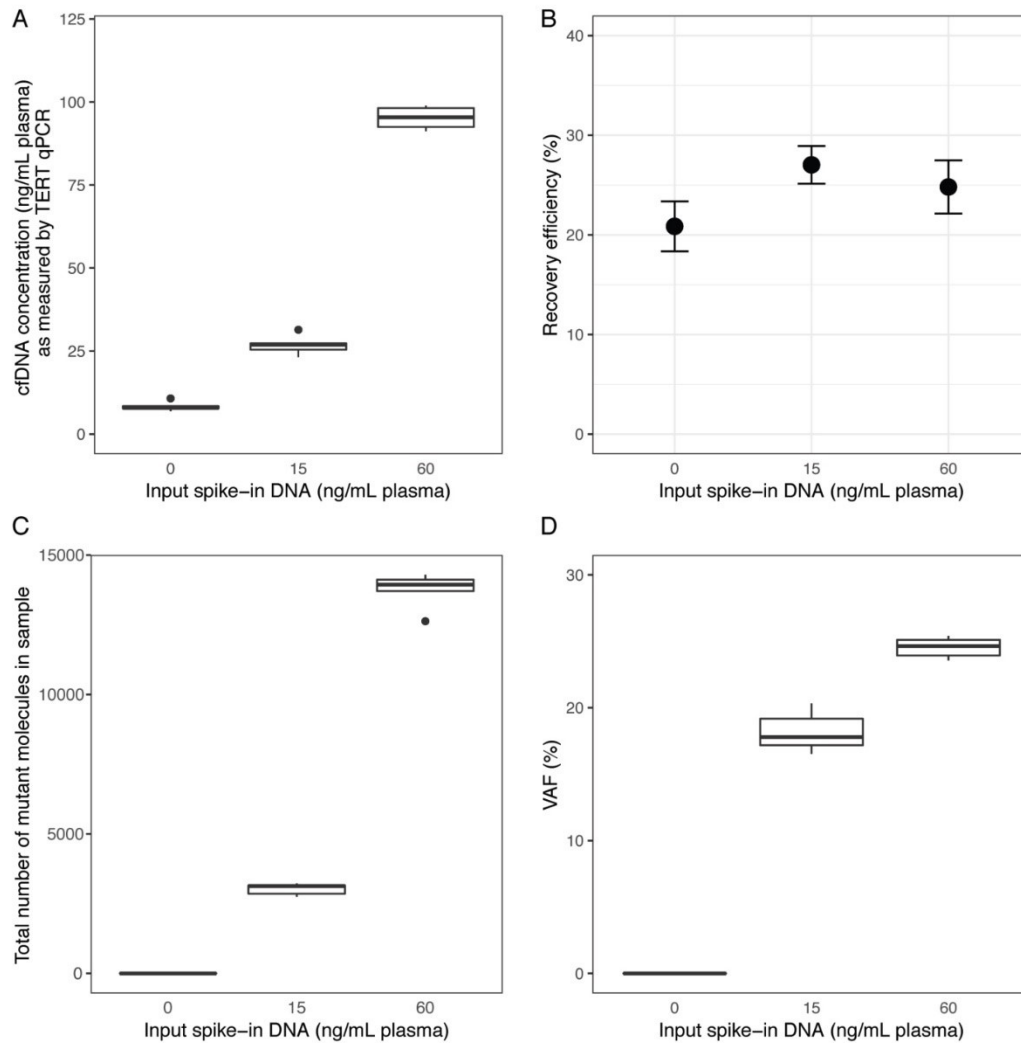 A
cfDNA concentration (ng/mL plasma)
as measured by TERT qPCR
125
100
75
50
25
0
0 15 60
Input spike−in DNA (ng/mL plasma)
B
Recovery efficiency (%)
40
30
20
10
0
0 15 60
Input spike−in DNA (ng/mL plasma)
C
Total number of mutant molecules in sample
15000
10000
5000
0
0 15 60
Input spike−in DNA (ng/mL plasma)
D
VAF (%)
30
20
10
0
0 15 60
Input spike−in DNA (ng/mL plasma)